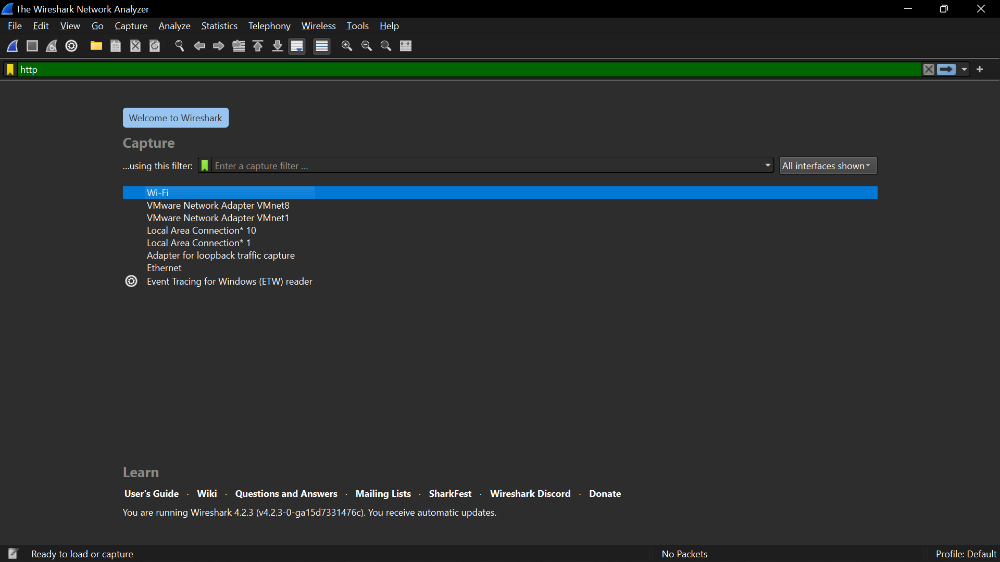 The Wireshark Network Analyzer
File Edit View Go Capture Analyze Statistics Telephony Wireless Tools Help
http
Welcome to Wireshark
Capture
...using this filter: Enter a capture filter ... All interfaces shown
Wi-Fi
VMware Network Adapter VMnet8
VMware Network Adapter VMnet1
Local Area Connection* 10
Local Area Connection* 1
Adapter for loopback traffic capture
Ethernet
Event Tracing for Windows (ETW) reader
Learn
User's Guide · Wiki · Questions and Answers · Mailing Lists · SharkFest · Wireshark Discord · Donate
You are running Wireshark 4.2.3 (v4.2.3-0-ga15d7331476c). You receive automatic updates.
Ready to load or capture No Packets Profile: Default